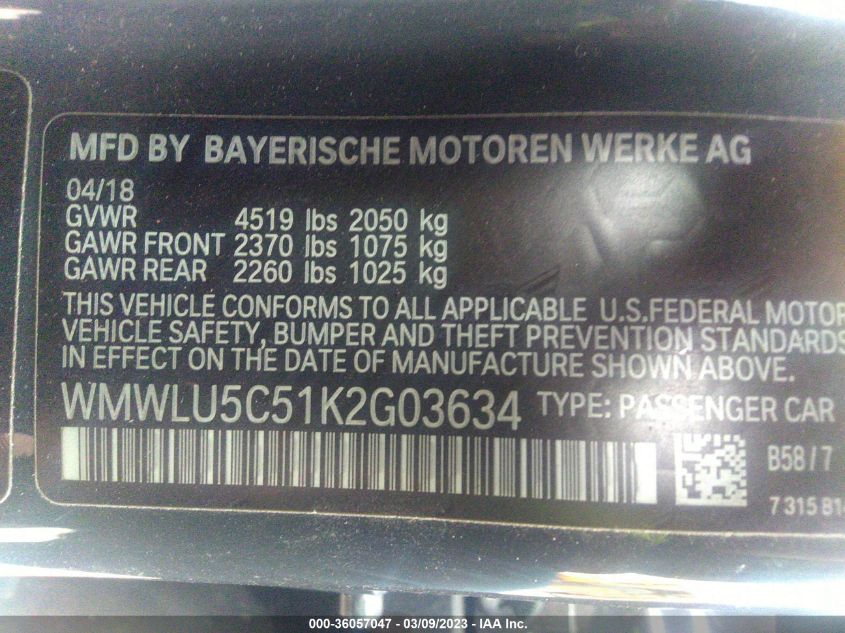 MFD BY BAYERISCHE MOTOREN WERKE AG
04/18
GVWR 4519 lbs 2050 kg
GAWR FRONT 2370 lbs 1075 kg
GAWR REAR 2260 lbs 1025 kg
THIS VEHICLE CONFORMS TO ALL APPLICABLE U.S.FEDERAL MOTOR
VEHICLE SAFETY, BUMPER AND THEFT PREVENTION STANDARDS
IN EFFECT ON THE DATE OF MANUFACTURE SHOWN ABOVE.
WMWLU5C51K2G03634 TYPE: PASSENGER CAR
B58/7
7 315 B14
000-36057047 — 03/09/2023 — IAA Inc.